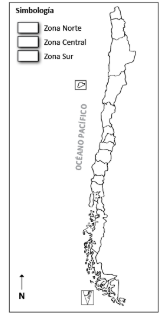 Simbología
Zona Norte
Zona Central
Zona Sur
OCÉANO PACÍFICO
N